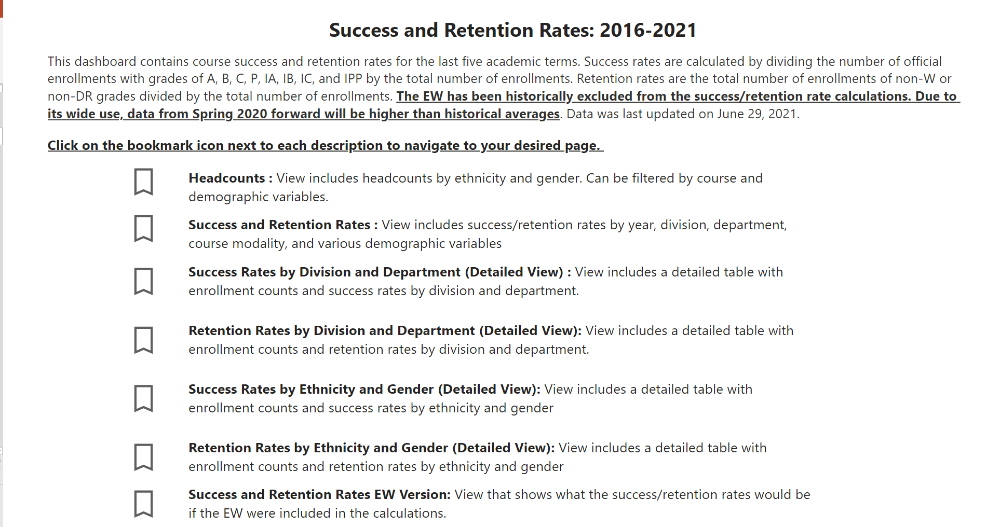 Success and Retention Rates: 2016-2021
This dashboard contains course success and retention rates for the last five academic terms. Success rates are calculated by dividing the number of official
enrollments with grades of A, B, C, P, IA, IB, IC, and IPP by the total number of enrollments. Retention rates are the total number of enrollments of non-W or
non-DR grades divided by the total number of enrollments. The EW has been historically excluded from the success/retention rate calculations. Due to
its wide use, data from Spring 2020 forward will be higher than historical averages. Data was last updated on June 29, 2021.
Click on the bookmark icon next to each description to navigate to your desired page.
Headcounts : View includes headcounts by ethnicity and gender. Can be filtered by course and
demographic variables.
Success and Retention Rates : View includes success/retention rates by year, division, department,
course modality, and various demographic variables
Success Rates by Division and Department (Detailed View) : View includes a detailed table with
enrollment counts and success rates by division and department.
Retention Rates by Division and Department (Detailed View): View includes a detailed table with
enrollment counts and retention rates by division and department.
Success Rates by Ethnicity and Gender (Detailed View): View includes a detailed table with
enrollment counts and success rates by ethnicity and gender
Retention Rates by Ethnicity and Gender (Detailed View): View includes a detailed table with
enrollment counts and retention rates by ethnicity and gender
Success and Retention Rates EW Version: View that shows what the success/retention rates would be
if the EW were included in the calculations.